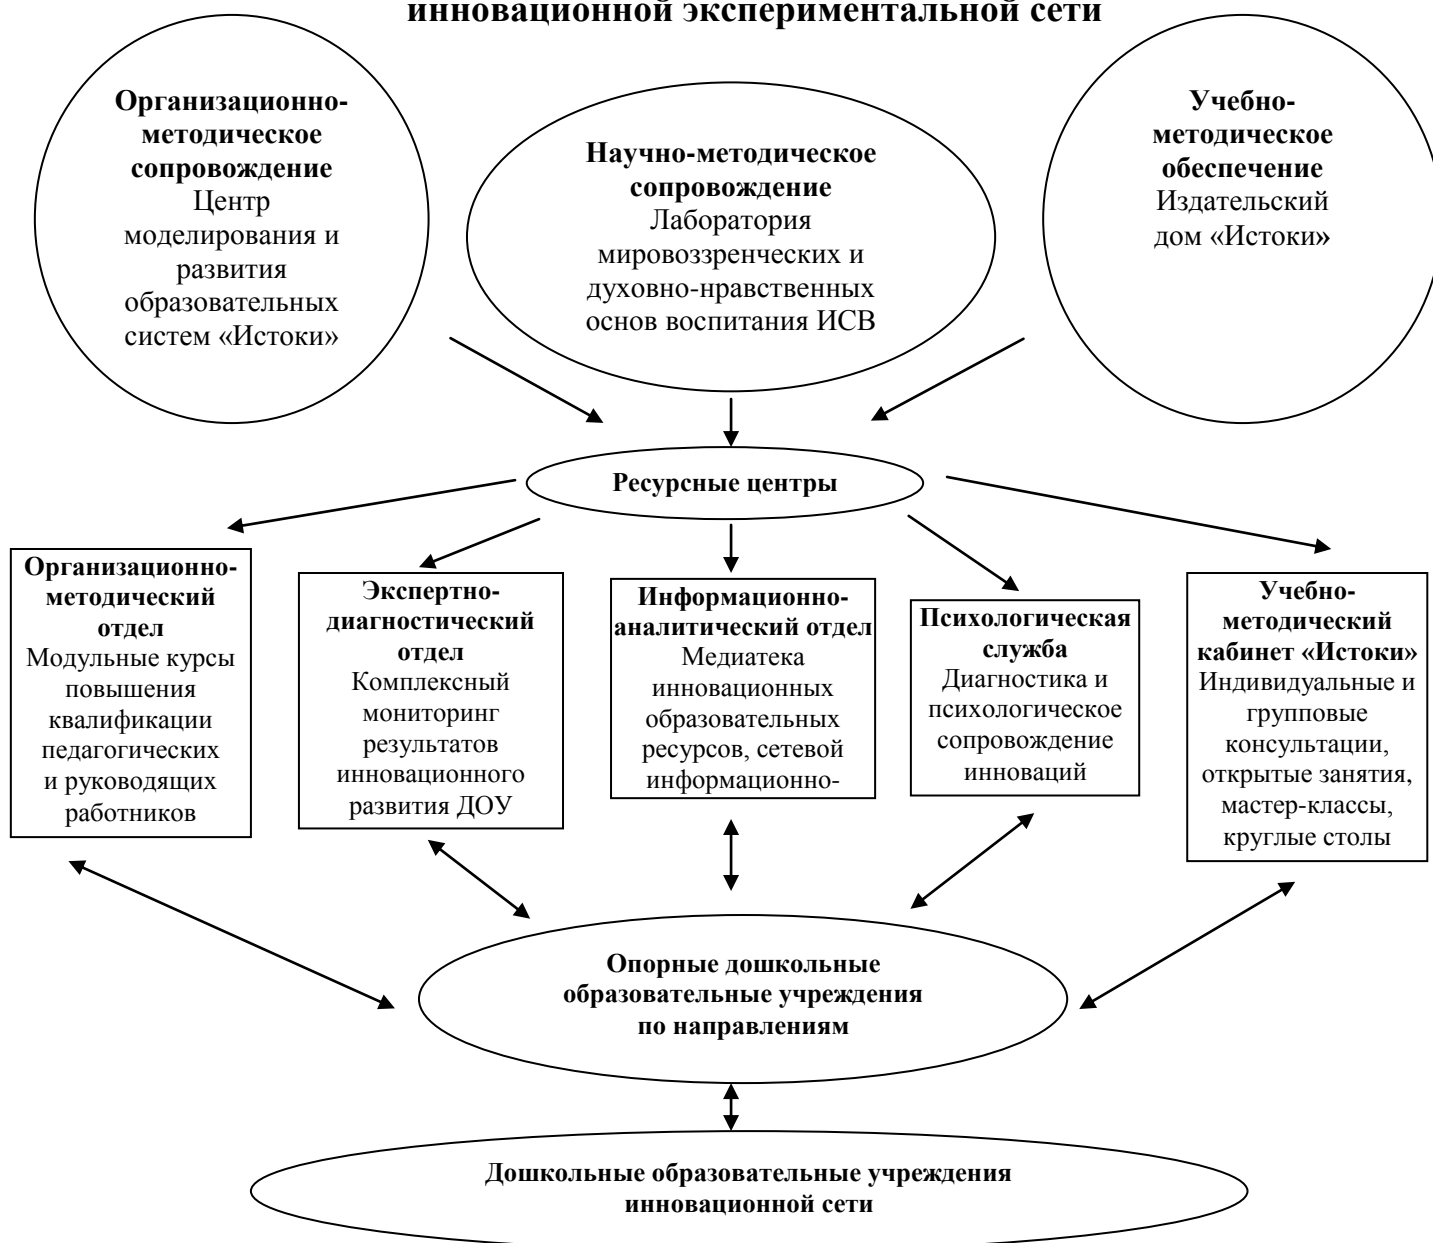 инновационной экспериментальной сети
Организационно-
методическое
сопровождение
Центр
моделирования и
развития
образовательных
систем «Истоки»
Научно-методическое
сопровождение
Лаборатория
мировоззренческих и
духовно-нравственных
основ воспитания ИСВ
Учебно-
методическое
обеспечение
Издательский
дом «Истоки»
Ресурсные центры
Организационно-
методический
отдел
Модульные курсы
повышения
квалификации
педагогических
и руководящих
работников
Экспертно-
диагностический
отдел
Комплексный
мониторинг
результатов
инновационного
развития ДОУ
Информационно-
аналитический отдел
Медиатека
инновационных
образовательных
ресурсов, сетевой
информационно-
Психологическая
служба
Диагностика и
психологическое
сопровождение
инноваций
Учебно-
методический
кабинет «Истоки»
Индивидуальные и
групповые
консультации,
открытые занятия,
мастер-классы,
круглые столы
Опорные дошкольные
образовательные учреждения
по направлениям
Дошкольные образовательные учреждения
инновационной сети